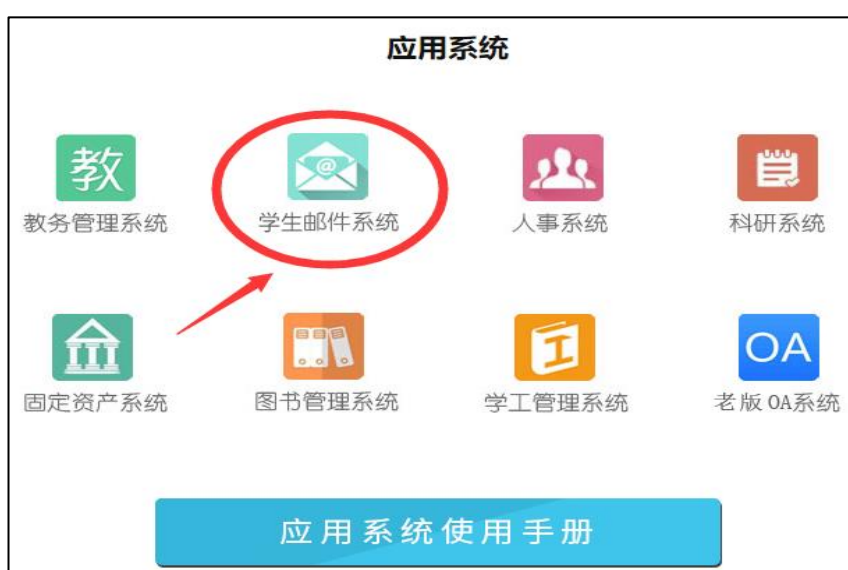 应用系统
教
@
教务管理系统 学生邮件系统 人事系统 科研系统
工 OA
固定资产系统 图书管理系统 学工管理系统 老版 OA系统
应用系统使用手册